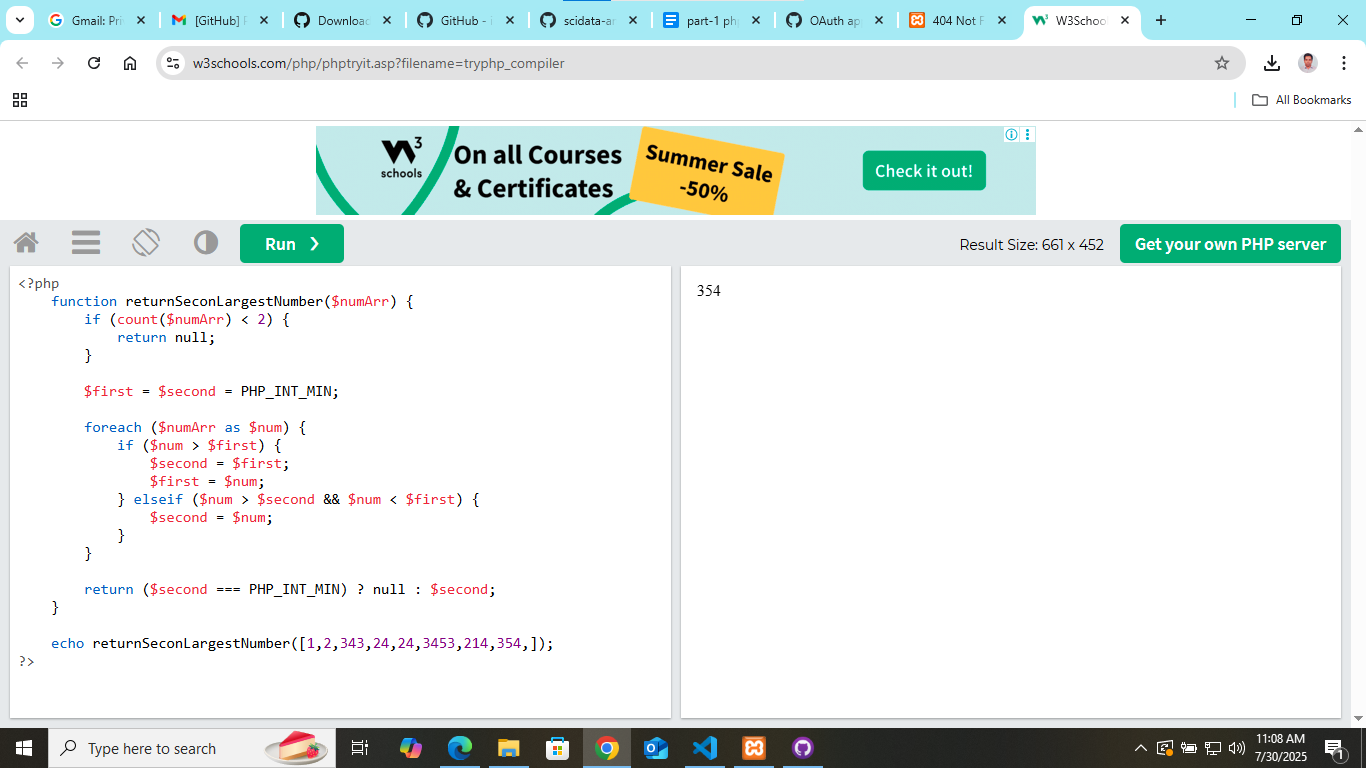 Gmail: Pri
[GitHub] P
Downloac
GitHub -
scidata-ar
part-1 ph
OAuth ap
404 Not F
W3School
w3schools.com/php/phptryit.asp?filename=tryphp_compiler
All Bookmarks
W3
schools
On all Courses
& Certificates
Summer Sale
-50%
Check it out!
Run ❯
Result Size: 661 x 452
Get your own PHP server
<?php
    function returnSeconLargestNumber($numArr) {
        if (count($numArr) < 2) {
            return null;
        }
        $first = $second = PHP_INT_MIN;
        foreach ($numArr as $num) {
            if ($num > $first) {
                $second = $first;
                $first = $num;
            } elseif ($num > $second && $num < $first) {
                $second = $num;
            }
        }
        return ($second === PHP_INT_MIN) ? null : $second;
    }
    echo returnSeconLargestNumber([1,2,343,24,24,3453,214,354,]);
?>
354
Type here to search
11:08 AM
7/30/2025
1